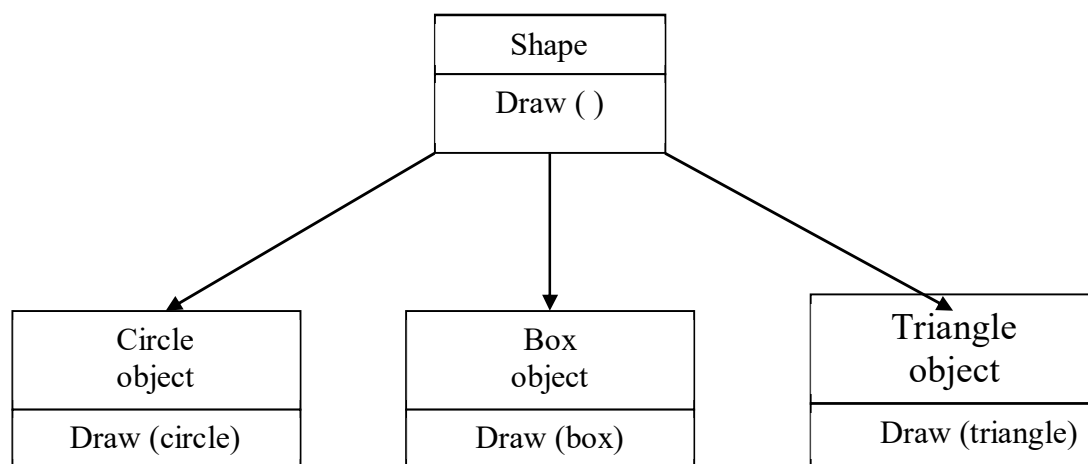 Shape
Draw ( )
Circle
object
Draw (circle)
Box
object
Draw (box)
Triangle
object
Draw (triangle)